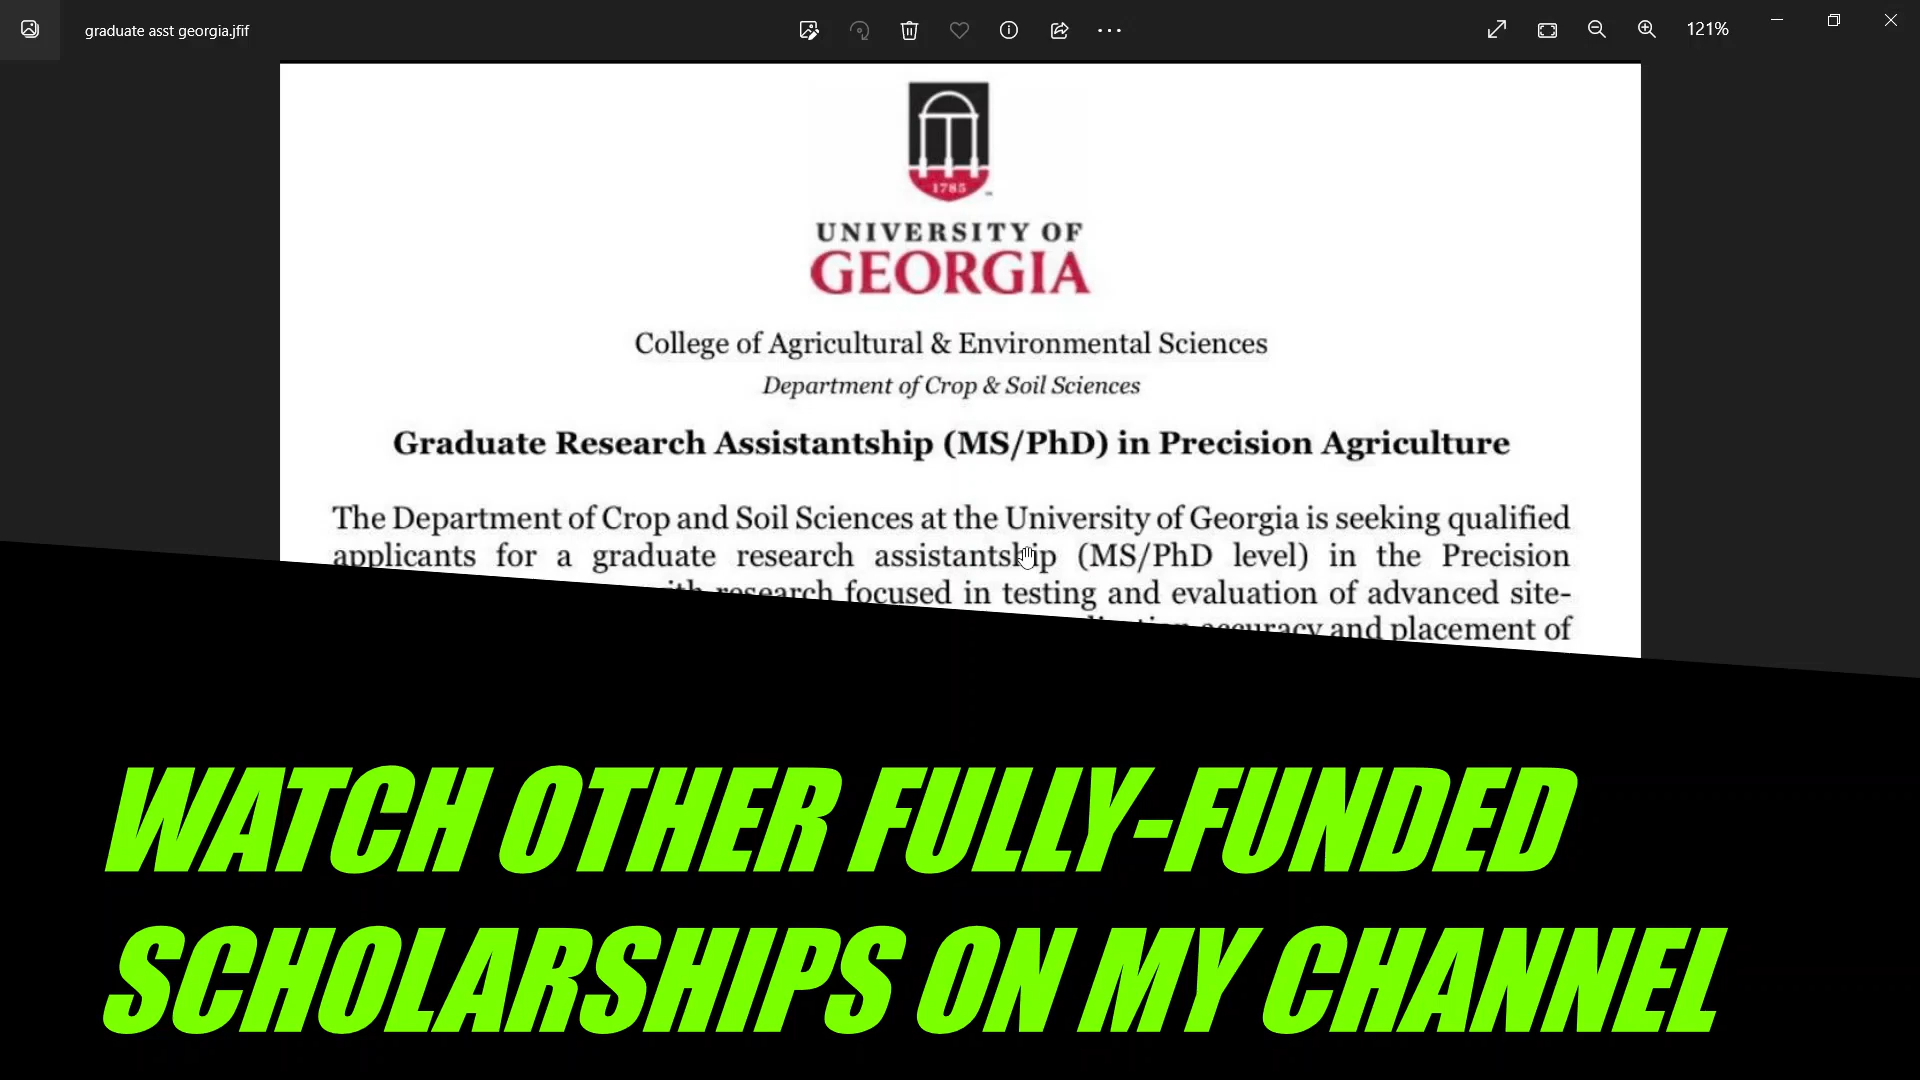 graduate asst georgia.jfif
121%
1785
UNIVERSITY OF
GEORGIA
College of Agricultural & Environmental Sciences
Department of Crop & Soil Sciences
Graduate Research Assistantship (MS/PhD) in Precision Agriculture
The Department of Crop and Soil Sciences at the University of Georgia is seeking qualified
applicants for a graduate research assistantship (MS/PhD level) in the Precision
research focused in testing and evaluation of advanced site-
accuracy and placement of
WATCH OTHER FULLY-FUNDED
SCHOLARSHIPS ON MY CHANNEL